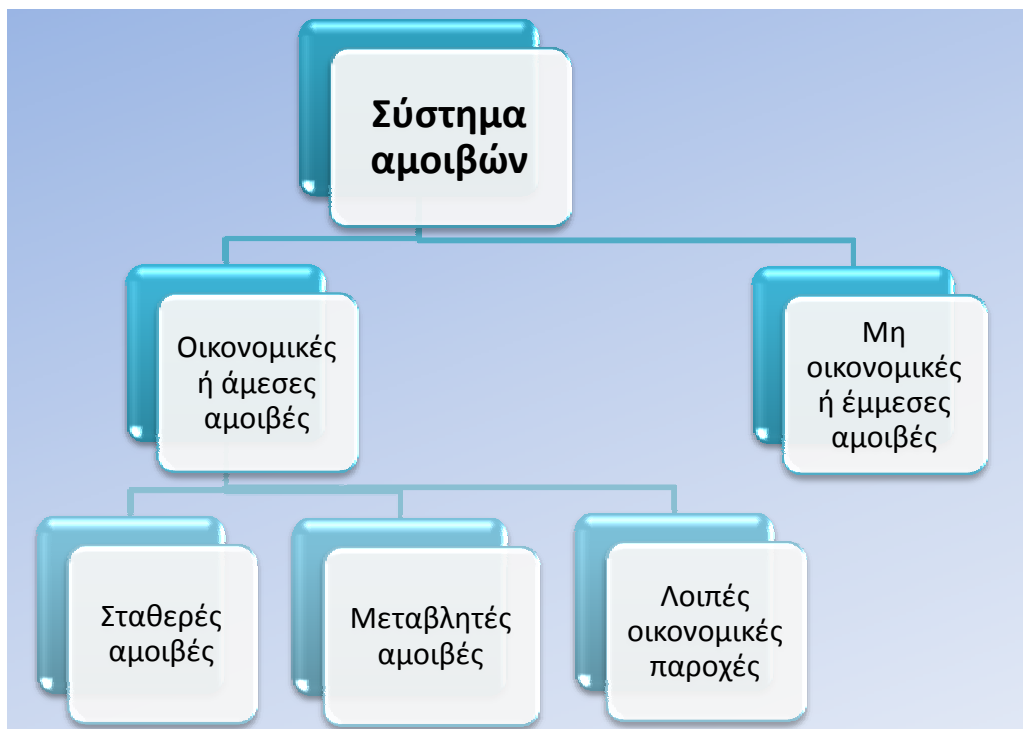 Σύστημα
αμοιβών
Οικονομικές
ή άμεσες
αμοιβές
Μη
οικονομικές
ή έμμεσες
αμοιβές
Σταθερές
αμοιβές
Μεταβλητές
αμοιβές
Λοιπές
οικονομικές
παροχές